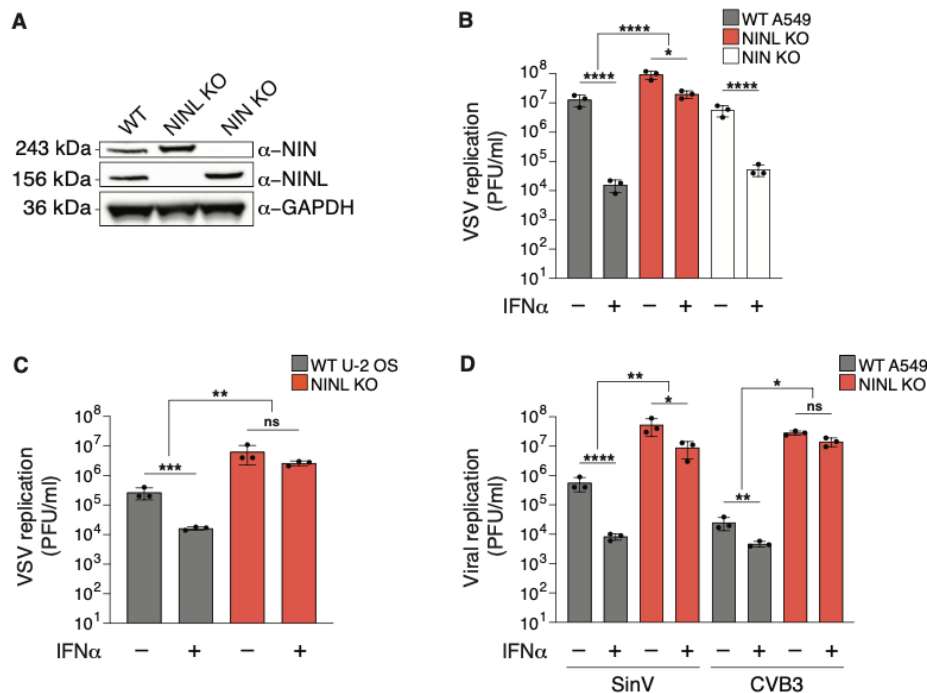 A
WT
NINL KO
NIN KO
243 kDa
α–NIN
156 kDa
α–NINL
36 kDa
α–GAPDH
B
WT A549
NINL KO
NIN KO
****
****
*
****
VSV replication
(PFU/ml)
10⁸
10⁷
10⁶
10⁵
10⁴
10³
10²
10¹
IFNα
− + − + − +
C
WT U-2 OS
NINL KO
**
***
ns
VSV replication
(PFU/ml)
10⁸
10⁷
10⁶
10⁵
10⁴
10³
10²
10¹
IFNα
− + − +
D
WT A549
NINL KO
**
****
*
*
**
ns
Viral replication
(PFU/ml)
10⁸
10⁷
10⁶
10⁵
10⁴
10³
10²
10¹
IFNα
− + − + − + − +
SinV
CVB3